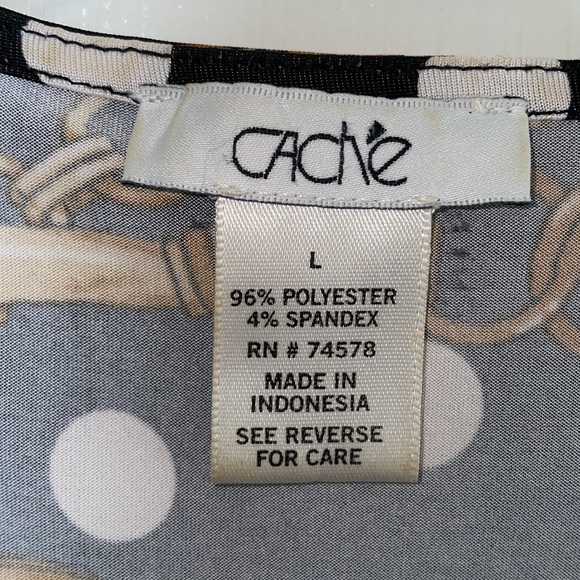 CACHÉ
L
96% POLYESTER
4% SPANDEX
RN # 74578
MADE IN
INDONESIA
SEE REVERSE
FOR CARE